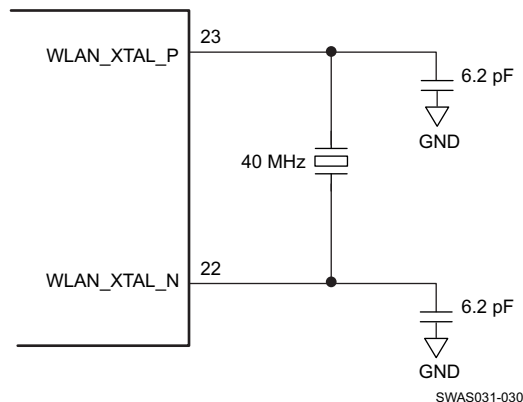 23
WLAN_XTAL_P
6.2 pF
GND
40 MHz
22
WLAN_XTAL_N
6.2 pF
GND
SWAS031-030